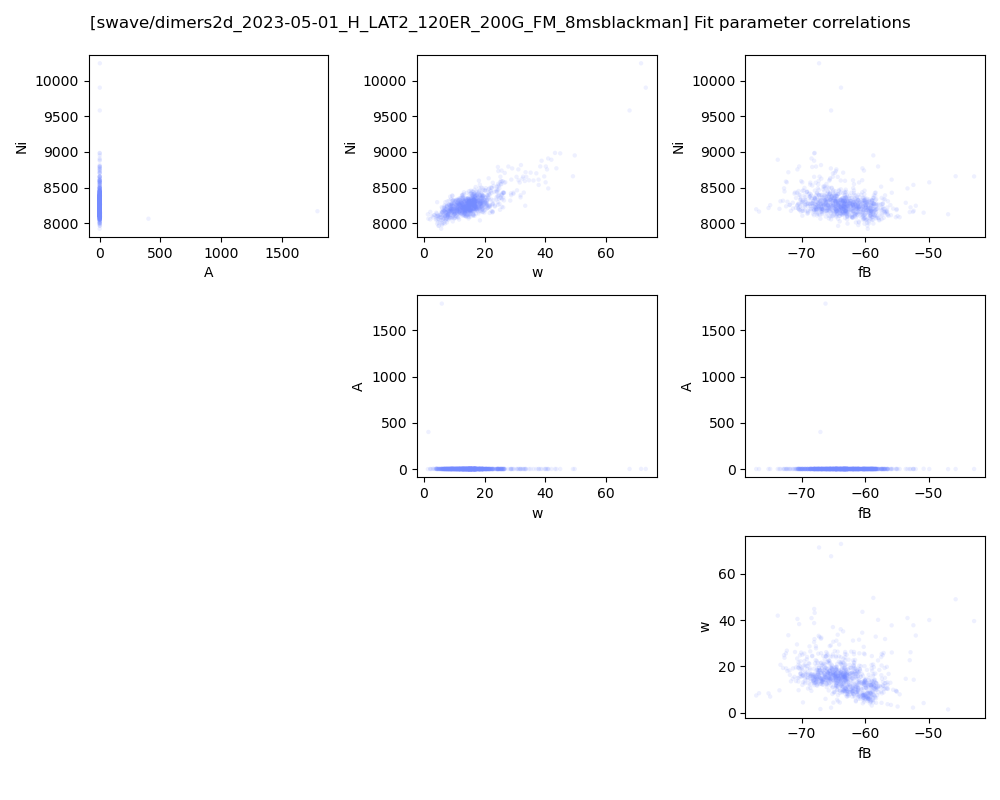 [swave/dimers2d_2023-05-01_H_LAT2_120ER_200G_FM_8msblackman] Fit parameter correlations
10000
9500
9000
8500
8000
Ni
0 500 1000 1500
A
10000
9500
9000
8500
8000
Ni
0 20 40 60
w
10000
9500
9000
8500
8000
Ni
−70 −60 −50
fB
1500
1000
500
0
A
0 20 40 60
w
1500
1000
500
0
A
−70 −60 −50
fB
60
40
20
0
w
−70 −60 −50
fB